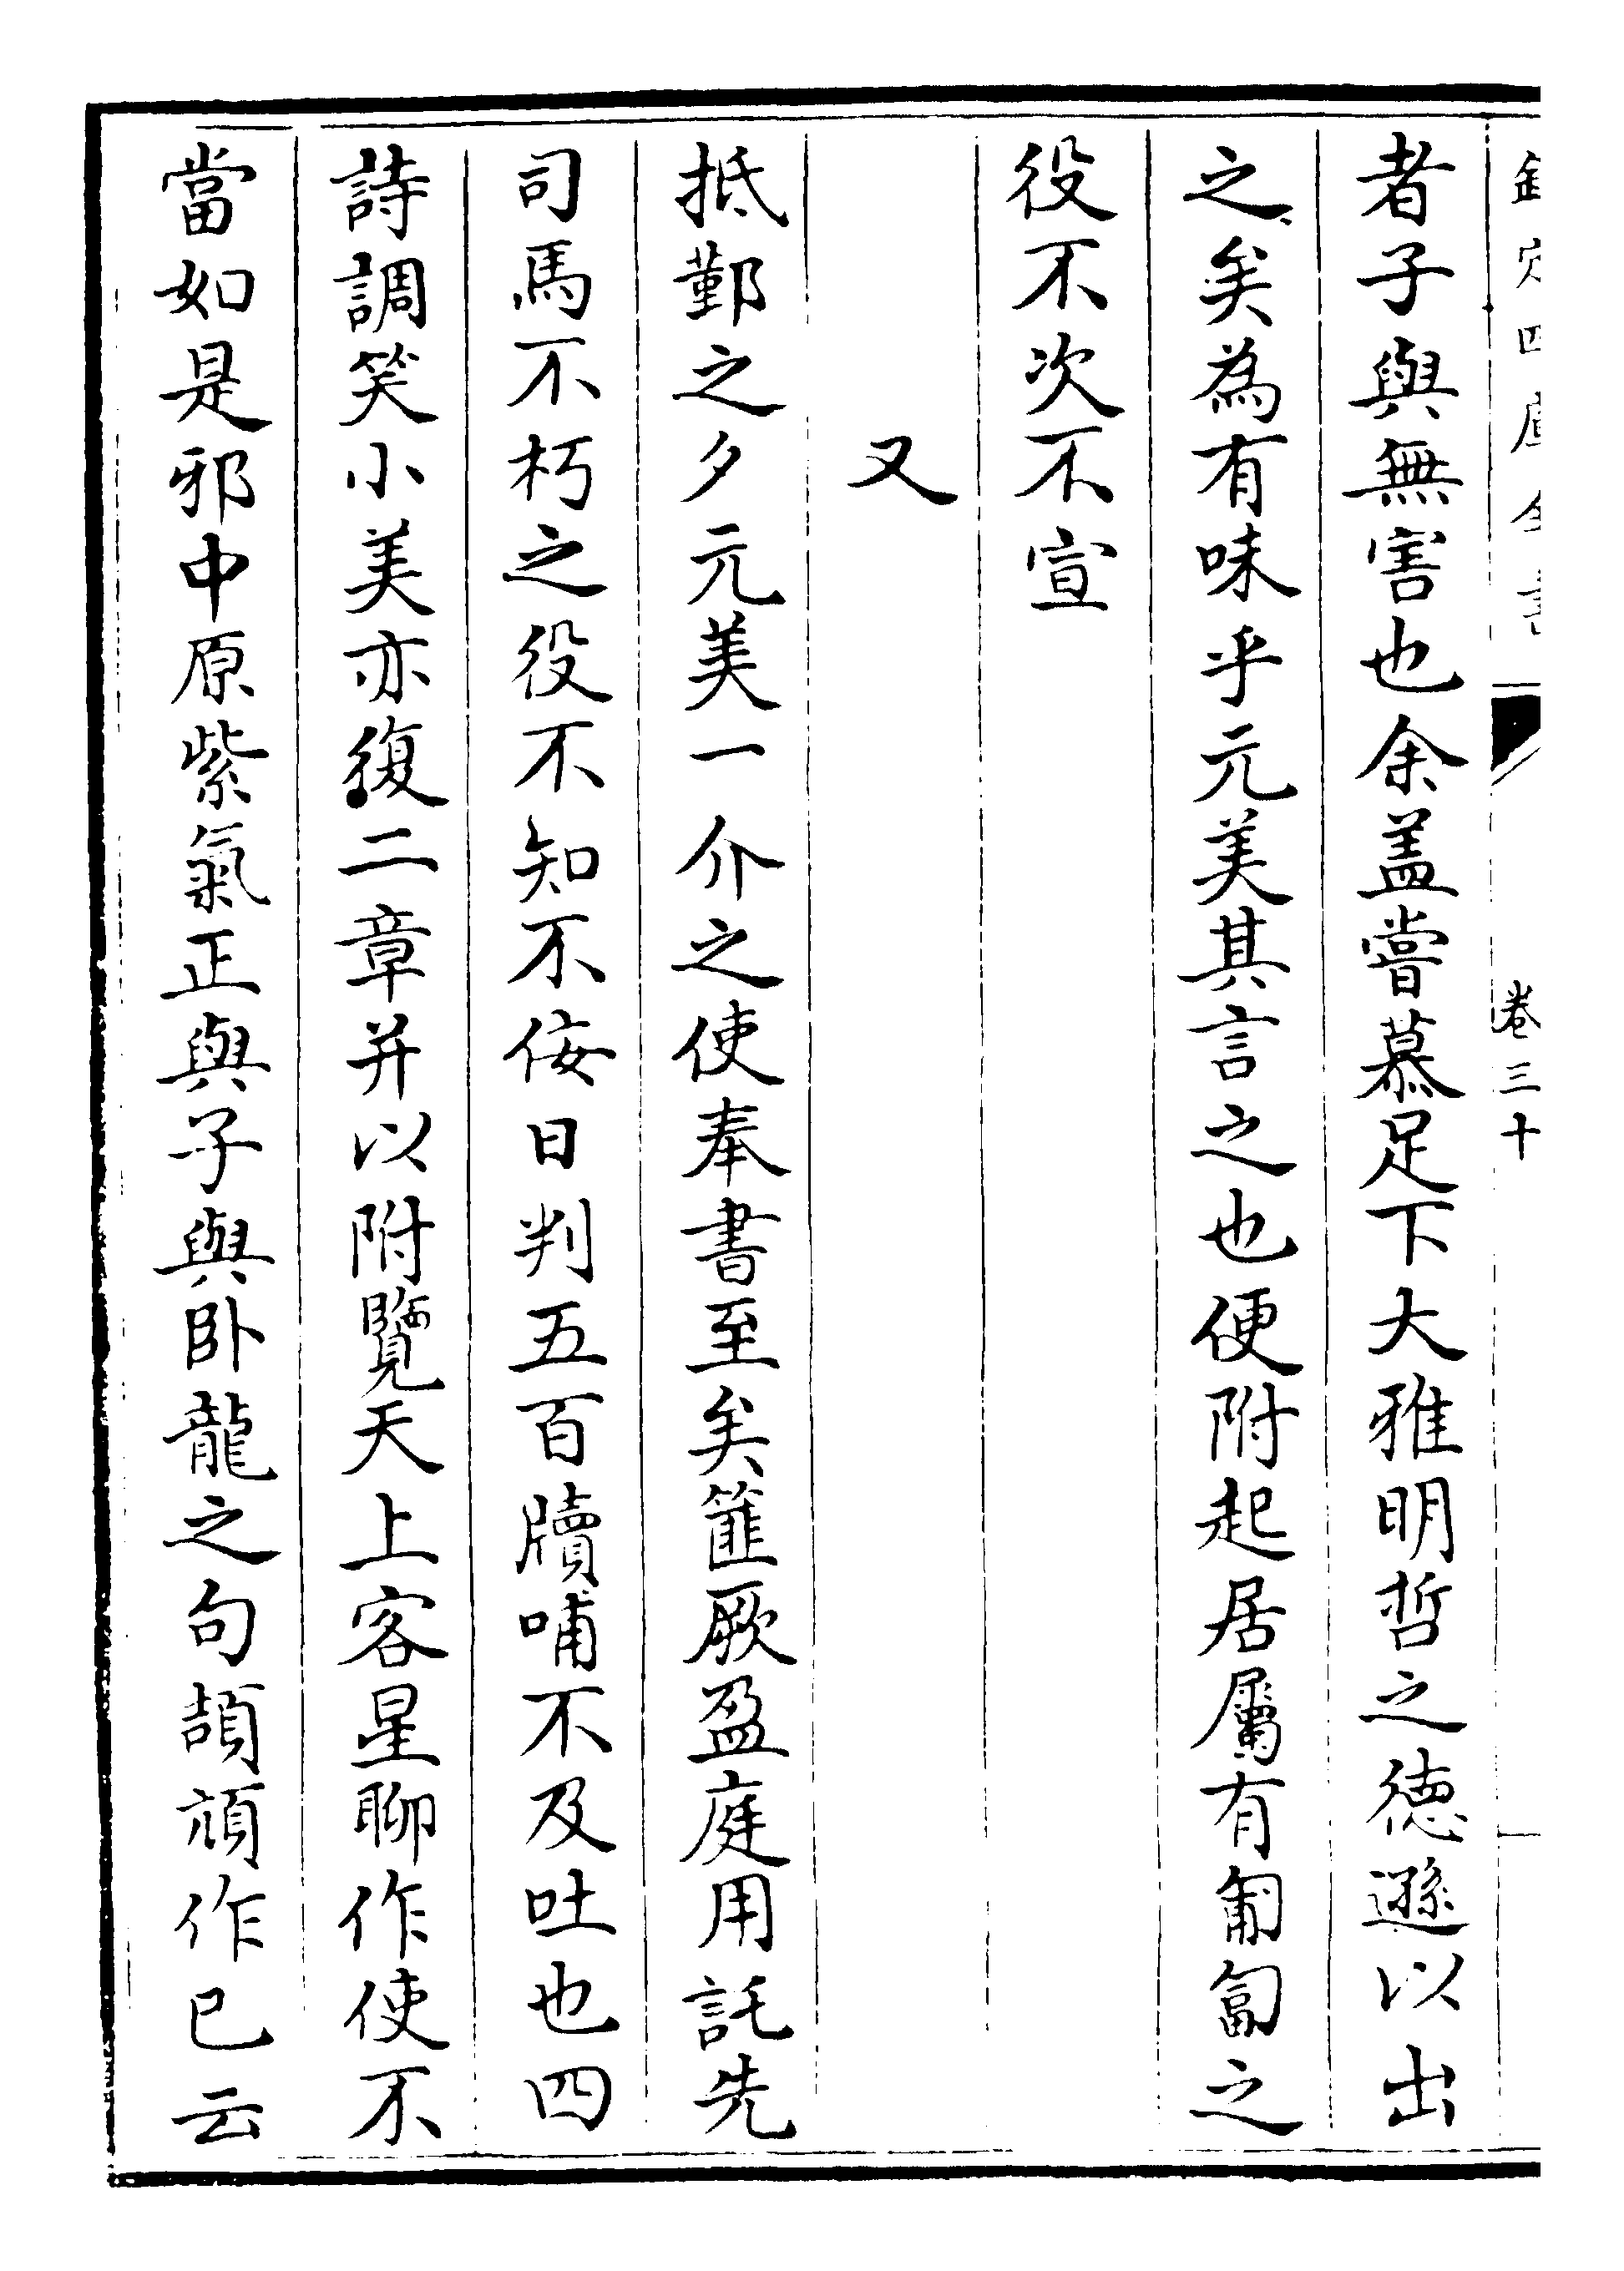 欽定四庫全書
卷三十
者子與無害也余蓋嘗慕足下大雅明哲之德遜以出
之矣為有味乎元美其言之也便附起居屬有匍匐之
役不次不宣
又
抵鄞之夕元美一介之使奉書至矣篚厥盈庭用託先
司馬不朽之役不知不佞日判五百牘哺不及吐也四
詩調笑小美亦復二章并以附覽天上客星聊作使不
當如是邪中原紫氣正與子與卧龍之句頡頏作已云